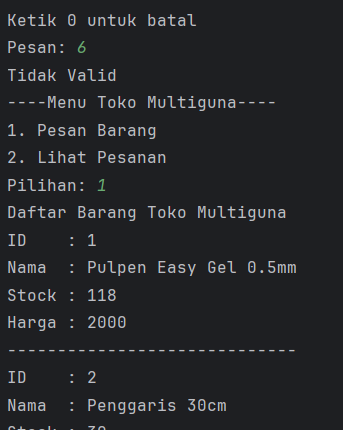 Ketik 0 untuk batal
Pesan: 6
Tidak Valid
----Menu Toko Multiguna----
1. Pesan Barang
2. Lihat Pesanan
Pilihan: 1
Daftar Barang Toko Multiguna
ID    : 1
Nama  : Pulpen Easy Gel 0.5mm
Stock : 118
Harga : 2000
-----------------------------
ID    : 2
Nama  : Penggaris 30cm